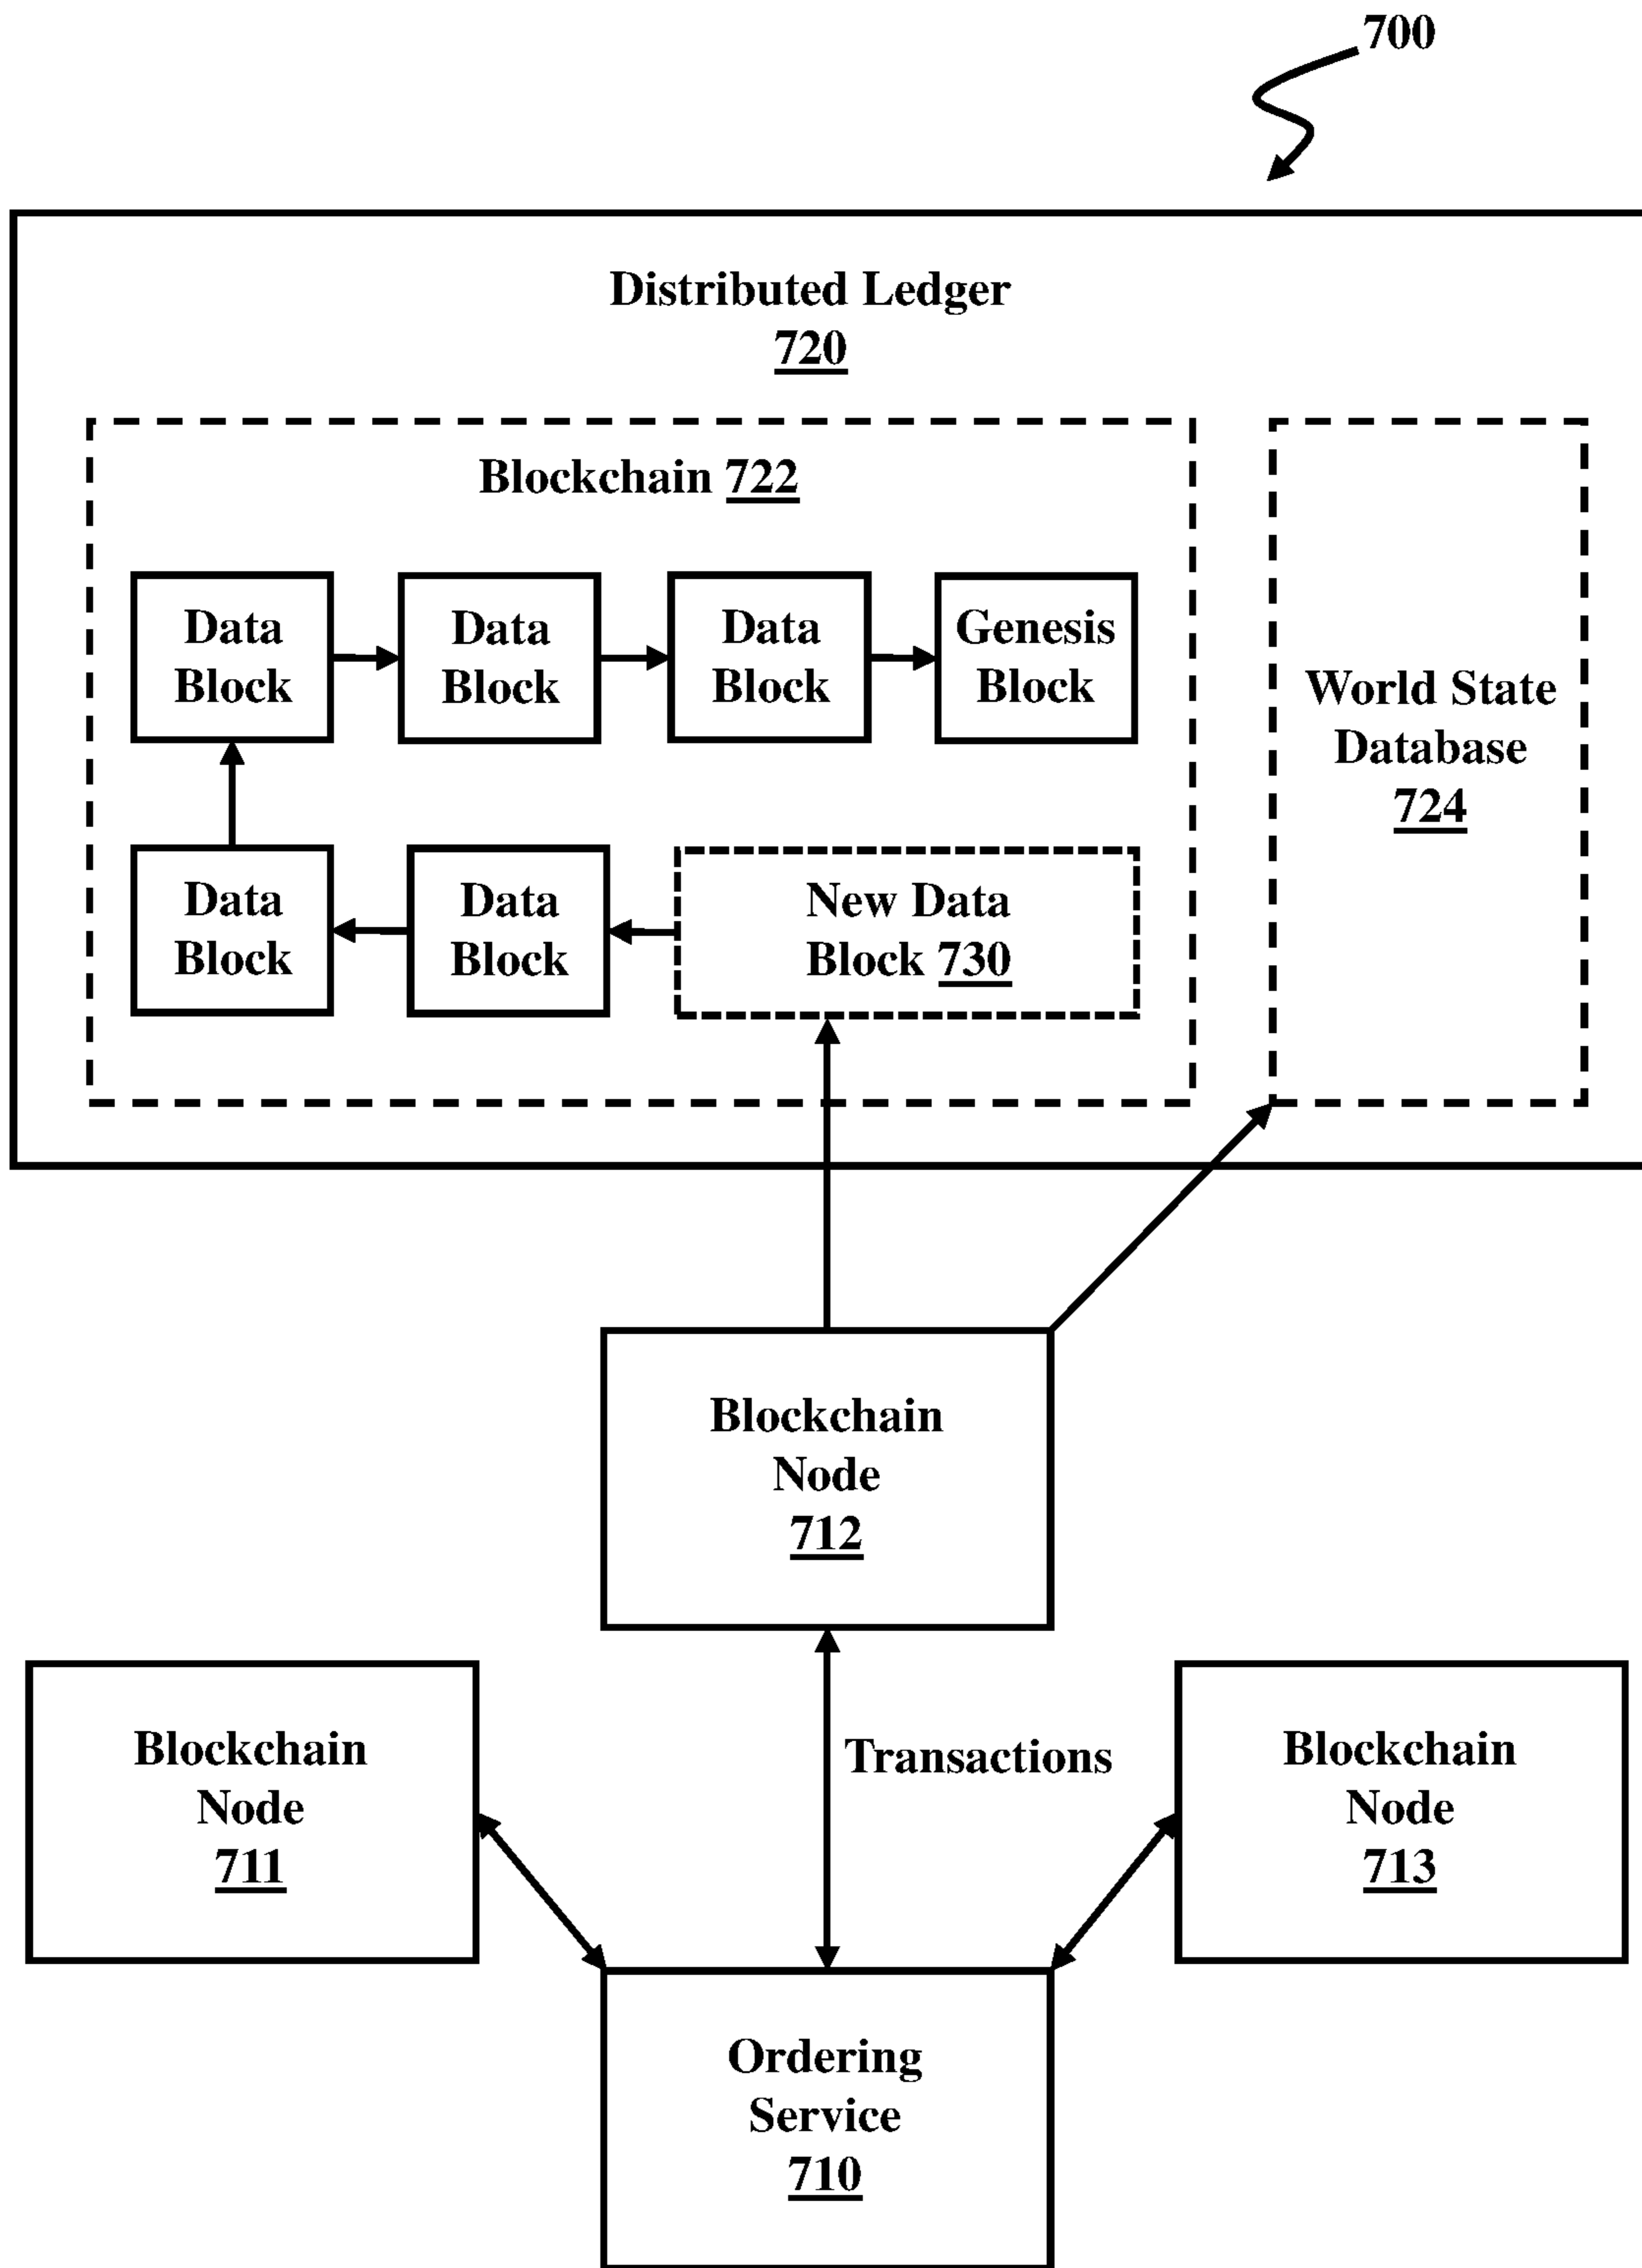 700
Distributed Ledger
720
Blockchain 722
Data
Block
Data
Block
Data
Block
Genesis
Block
World State
Database
724
Data
Block
Data
Block
New Data
Block 730
Blockchain
Node
712
Blockchain
Node
711
Transactions
Blockchain
Node
713
Ordering
Service
710